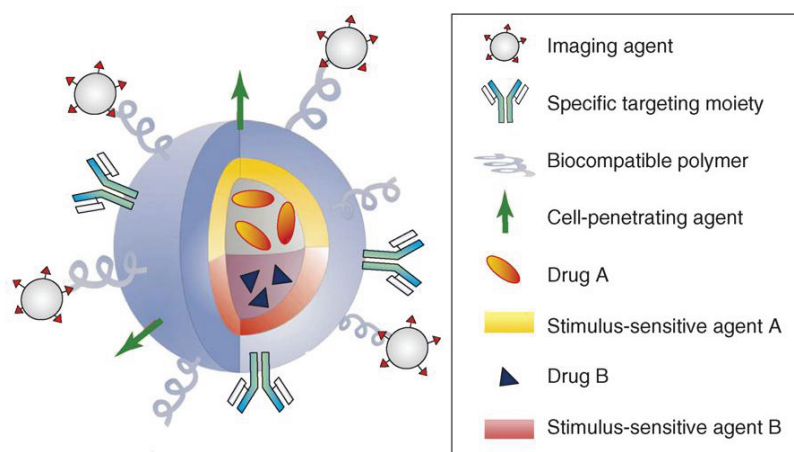 Imaging agent
Specific targeting moiety
Biocompatible polymer
Cell-penetrating agent
Drug A
Stimulus-sensitive agent A
Drug B
Stimulus-sensitive agent B